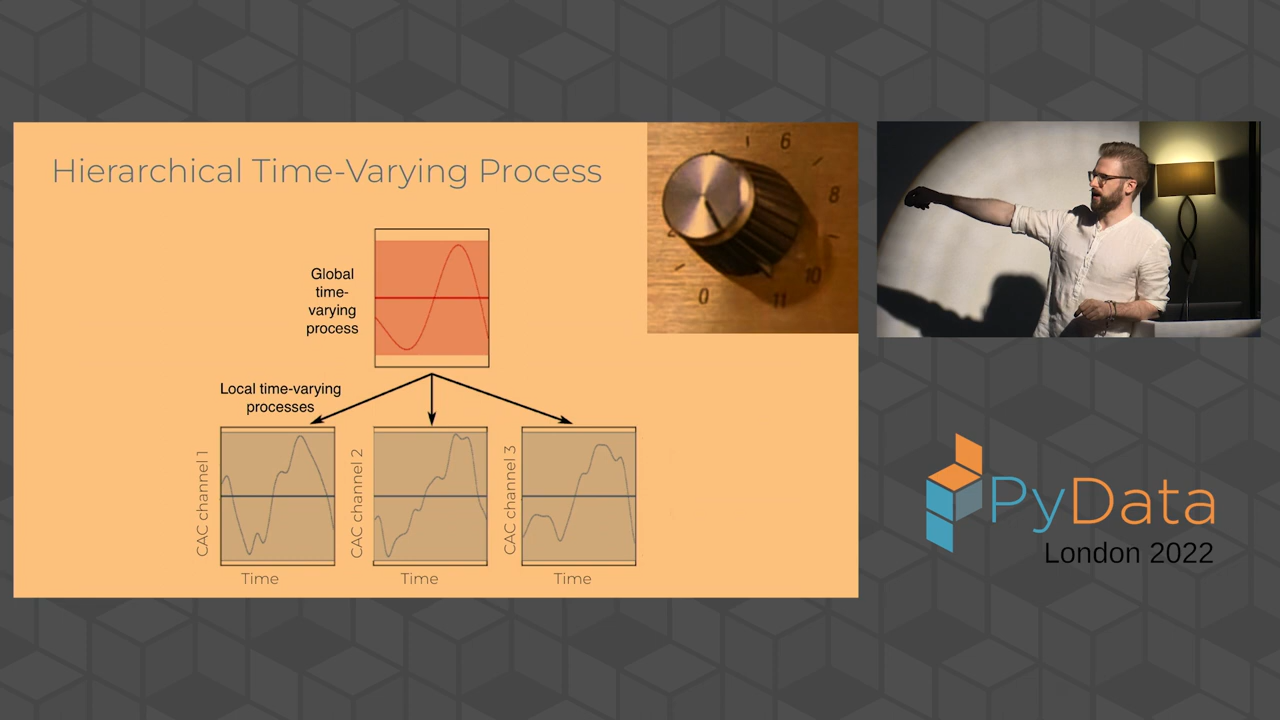 Hierarchical Time-Varying Process
6
8
10
11
0
Global
time-
varying
process
Local time-varying
processes
CAC channel 1
CAC channel 2
CAC channel 3
Time
Time
Time
PyData
London 2022